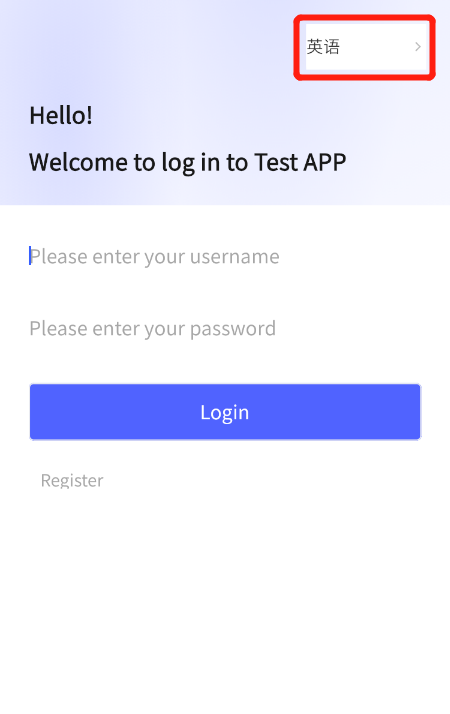 英语
Hello!
Welcome to log in to Test APP
Please enter your username
Please enter your password
Login
Register